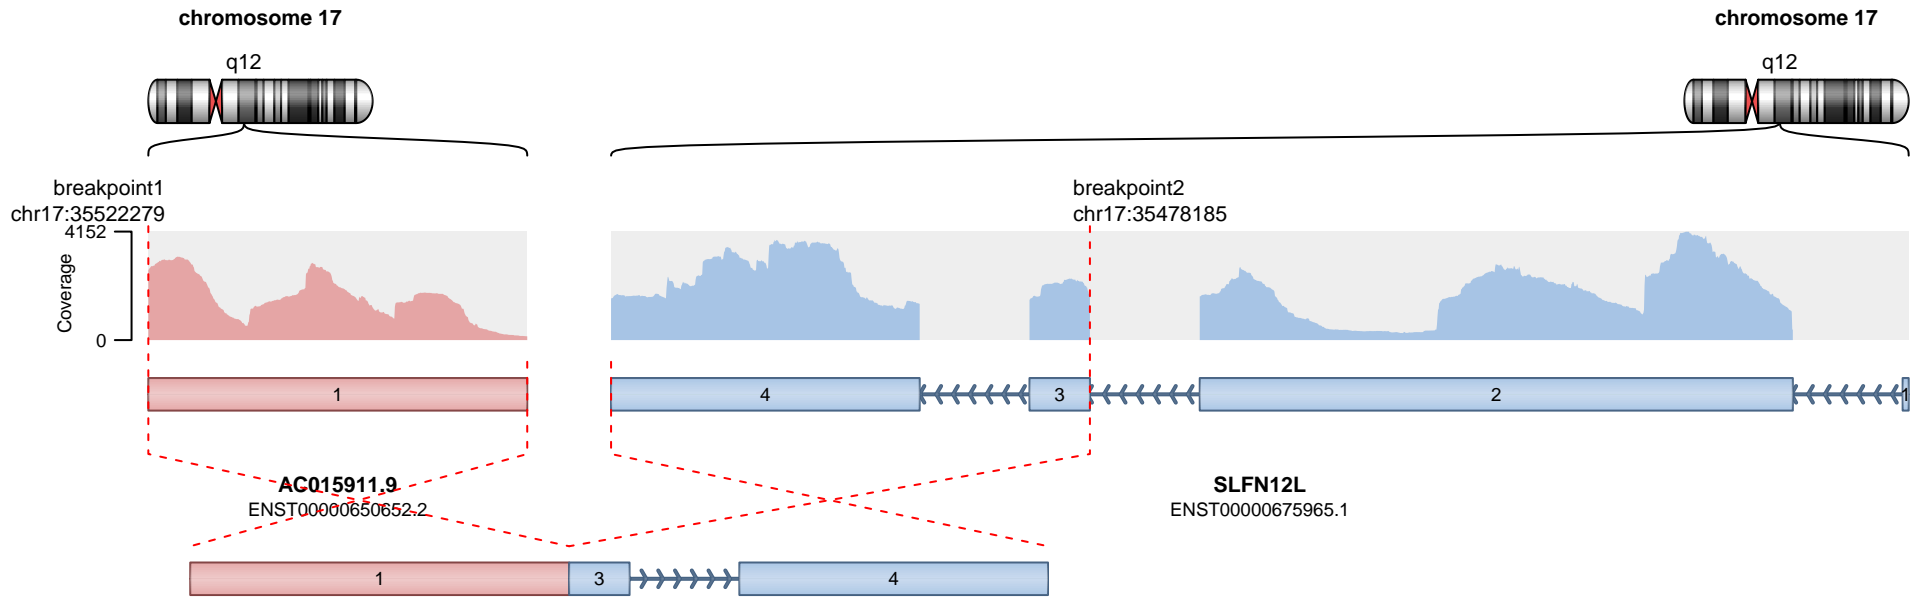 chromosome 17
chromosome 17
q12
q12
breakpoint1
chr17:35522279
breakpoint2
chr17:35478185
4152
Coverage
0
1
4
3
2
1
AC015911.9
ENST00000650652.2
SLFN12L
ENST00000675965.1
1
3
4